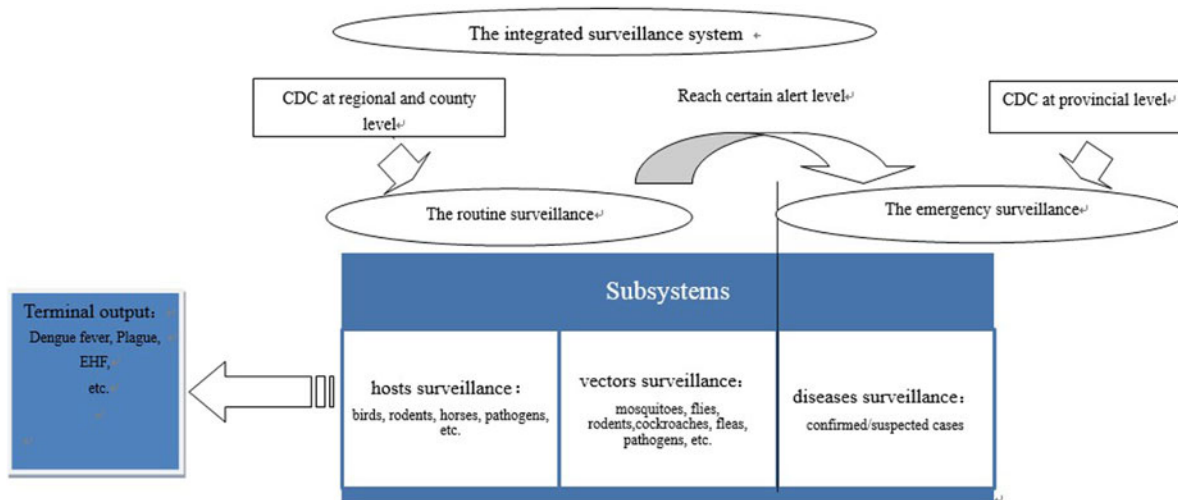 The integrated surveillance system
CDC at regional and county
level
Reach certain alert level
CDC at provincial level
The routine surveillance
The emergency surveillance
Subsystems
Terminal output：
Dengue fever, Plague,
EHF,
etc.
hosts surveillance：
birds, rodents, horses, pathogens,
etc.
vectors surveillance：
mosquitoes, flies,
rodents,cockroaches, fleas,
pathogens, etc.
diseases surveillance：
confirmed/suspected cases